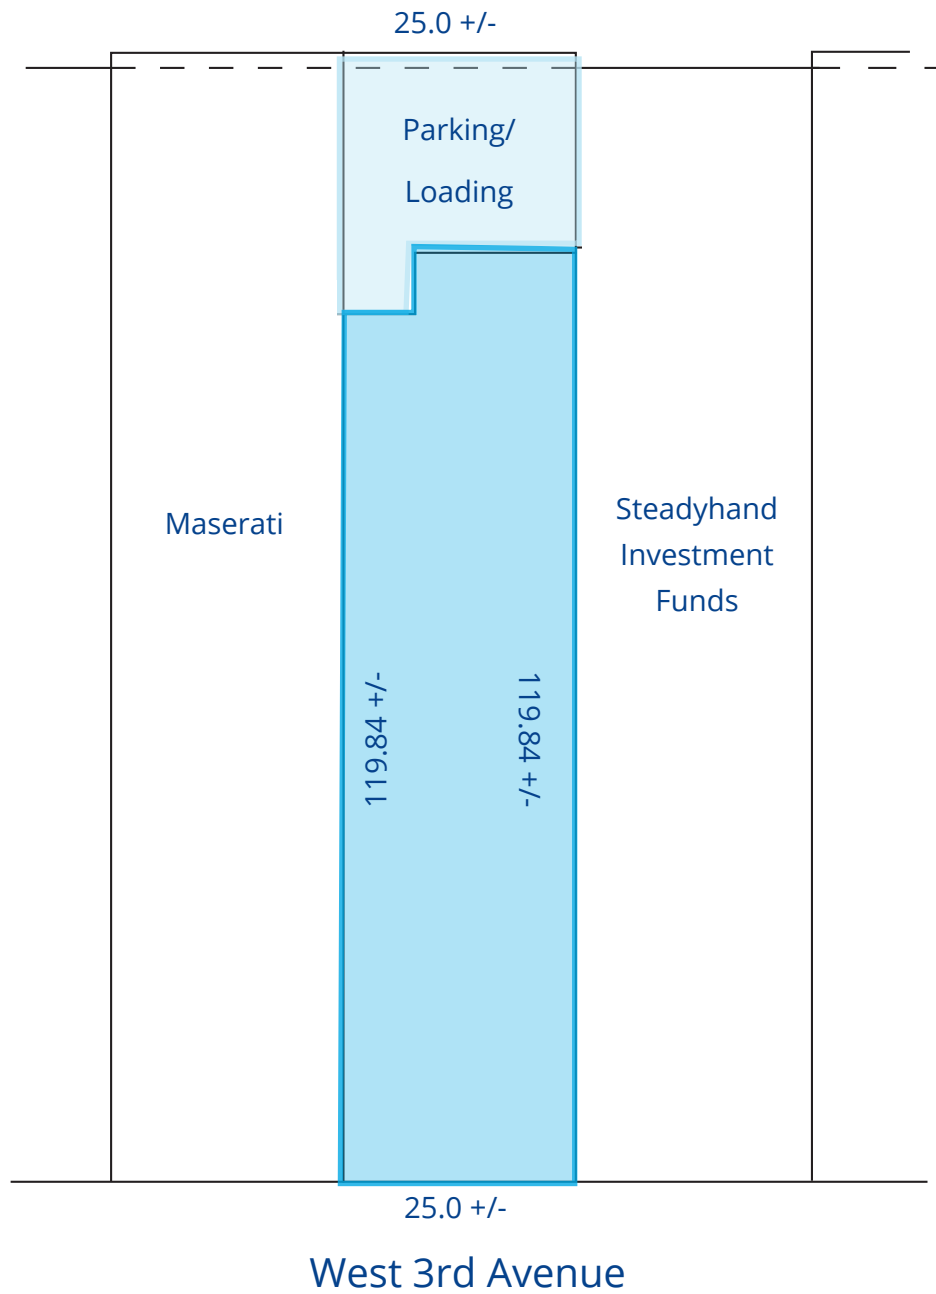 25.0 +/-
Parking/
Loading
Maserati
Steadyhand
Investment
Funds
119.84 +/-
119.84 +/-
25.0 +/-
West 3rd Avenue